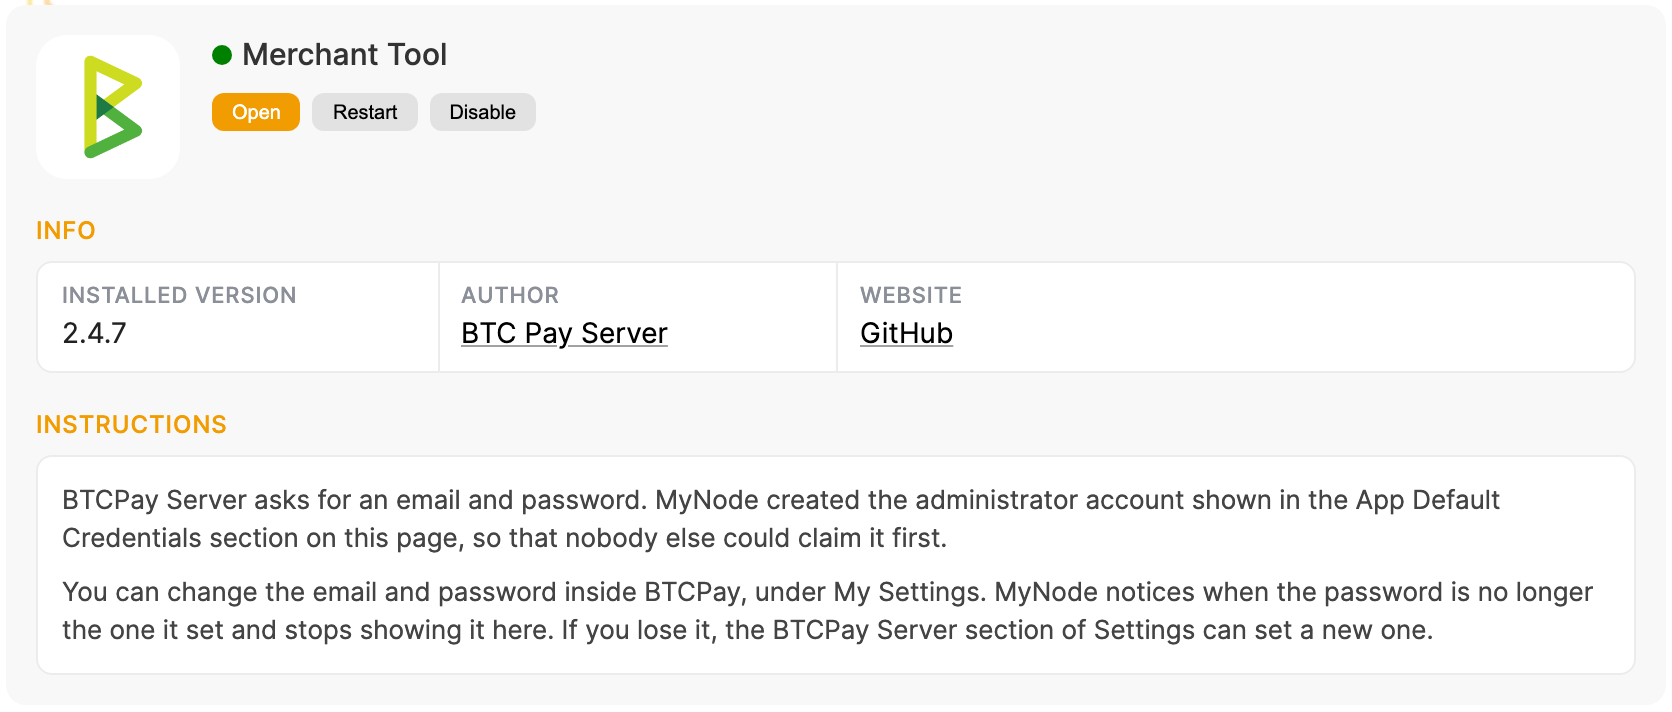 Merchant Tool
Open Restart Disable
INFO
INSTALLED VERSION AUTHOR WEBSITE
2.4.7 BTC Pay Server GitHub
INSTRUCTIONS
BTCPay Server asks for an email and password. MyNode created the administrator account shown in the App Default
Credentials section on this page, so that nobody else could claim it first.
You can change the email and password inside BTCPay, under My Settings. MyNode notices when the password is no longer
the one it set and stops showing it here. If you lose it, the BTCPay Server section of Settings can set a new one.